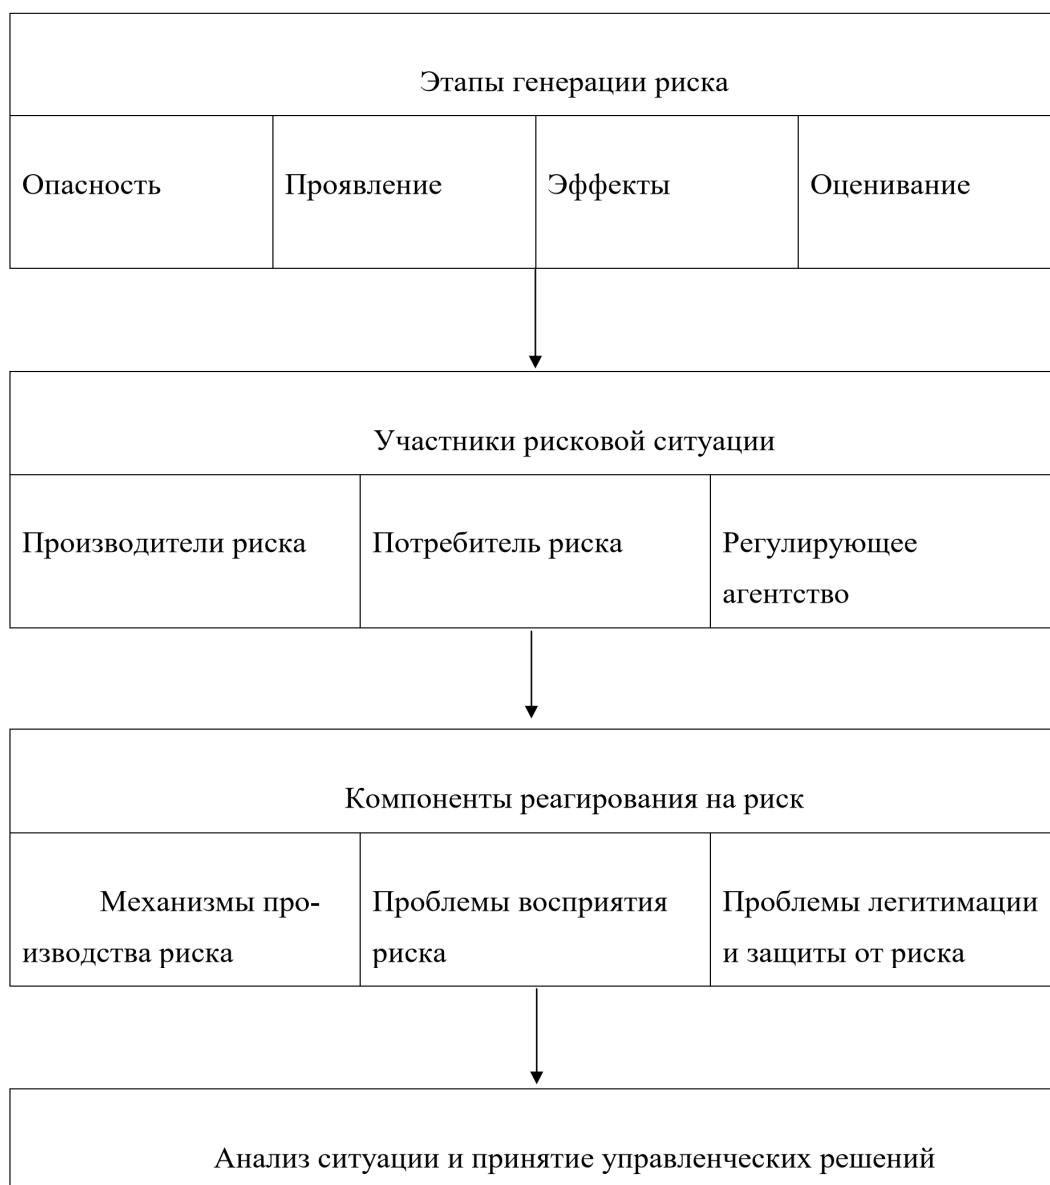 Этапы генерации риска
Опасность
Проявление
Эффекты
Оценивание
Участники рисковой ситуации
Производители риска
Потребитель риска
Регулирующее
агентство
Компоненты реагирования на риск
Механизмы про-
изводства риска
Проблемы восприятия
риска
Проблемы легитимации
и защиты от риска
Анализ ситуации и принятие управленческих решений